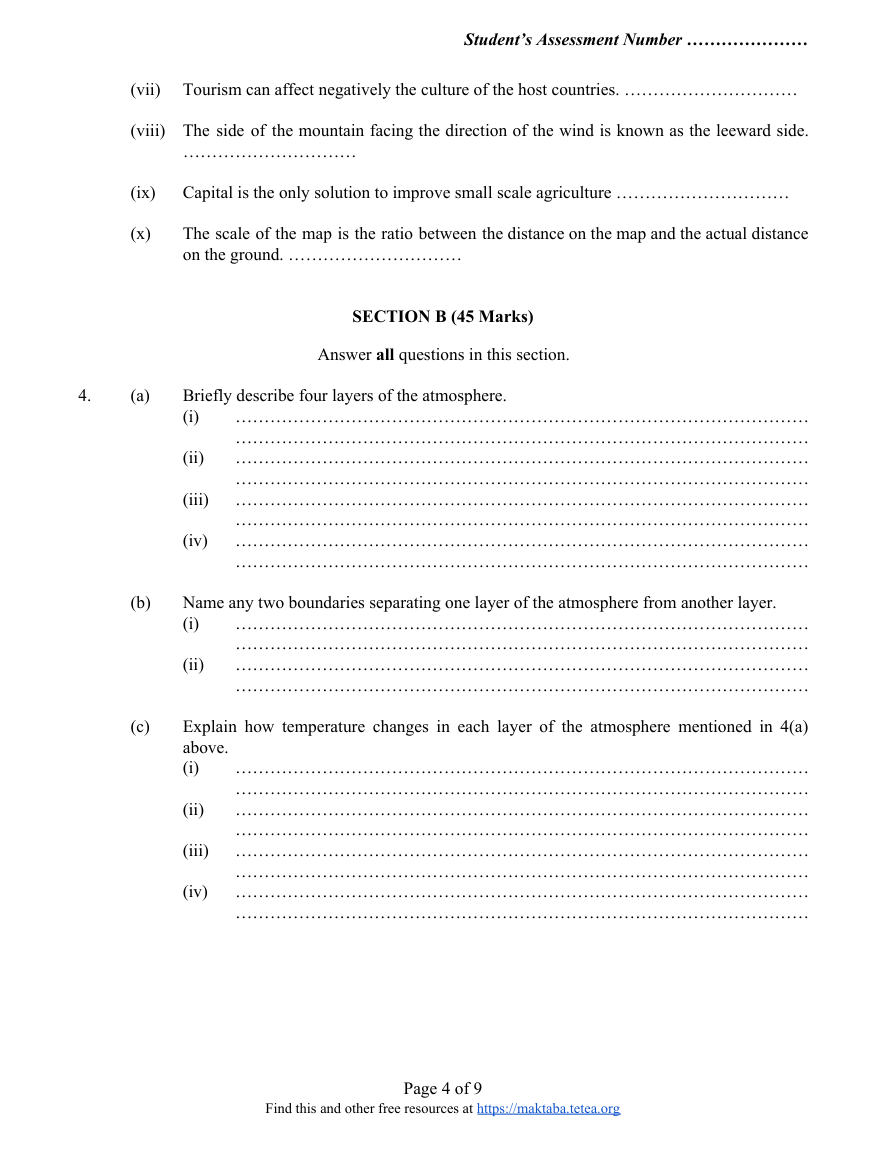 Student's Assessment Number .....................
(vii) Tourism can affect negatively the culture of the host countries. ..............................
(viii) The side of the mountain facing the direction of the wind is known as the leeward side.
..............................
(ix) Capital is the only solution to improve small scale agriculture ..............................
(x) The scale of the map is the ratio between the distance on the map and the actual distance
on the ground. ..............................
SECTION B (45 Marks)
Answer all questions in this section.
4. (a) Briefly describe four layers of the atmosphere.
(i) ....................................................................................................
....................................................................................................
(ii) ....................................................................................................
....................................................................................................
(iii) ....................................................................................................
....................................................................................................
(iv) ....................................................................................................
....................................................................................................
(b) Name any two boundaries separating one layer of the atmosphere from another layer.
(i) ....................................................................................................
....................................................................................................
(ii) ....................................................................................................
....................................................................................................
(c) Explain how temperature changes in each layer of the atmosphere mentioned in 4(a)
above.
(i) ....................................................................................................
....................................................................................................
(ii) ....................................................................................................
....................................................................................................
(iii) ....................................................................................................
....................................................................................................
(iv) ....................................................................................................
....................................................................................................
Page 4 of 9
Find this and other free resources at https://maktaba.tetea.org